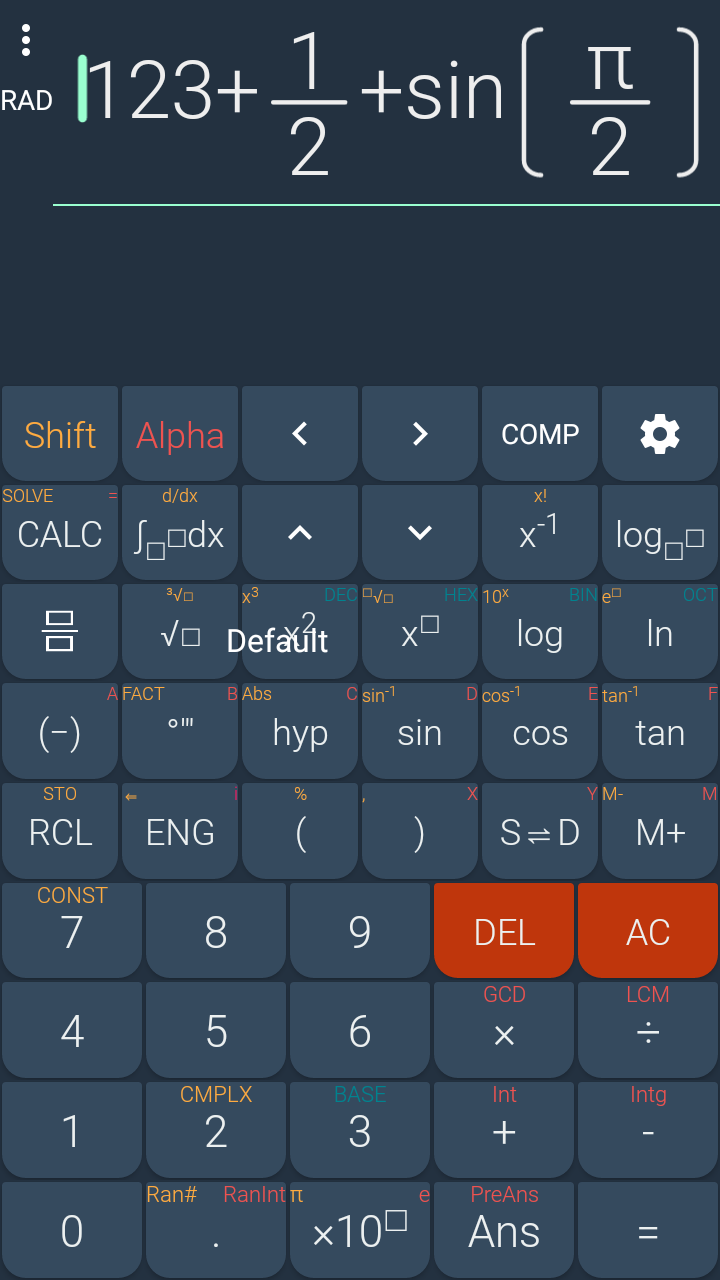 123+1/2+sin(π/2)
RAD
Shift Alpha < > COMP
SOLVE = d/dx x!
CALC ∫□□dx x⁻¹ log□□
³√□ x³ DEC □√□ HEX 10ˣ BIN e□ OCT
√□ x² x□ log ln
Default
A FACT B Abs C sin⁻¹ D cos⁻¹ E tan⁻¹ F
(−) °''' hyp sin cos tan
STO ⇐ i % , X Y M- M
RCL ENG ( ) S⇌D M+
CONST
7 8 9 DEL AC
GCD LCM
4 5 6 × ÷
CMPLX BASE Int Intg
1 2 3 + -
Ran# RanInt π e PreAns
0 . ×10□ Ans =